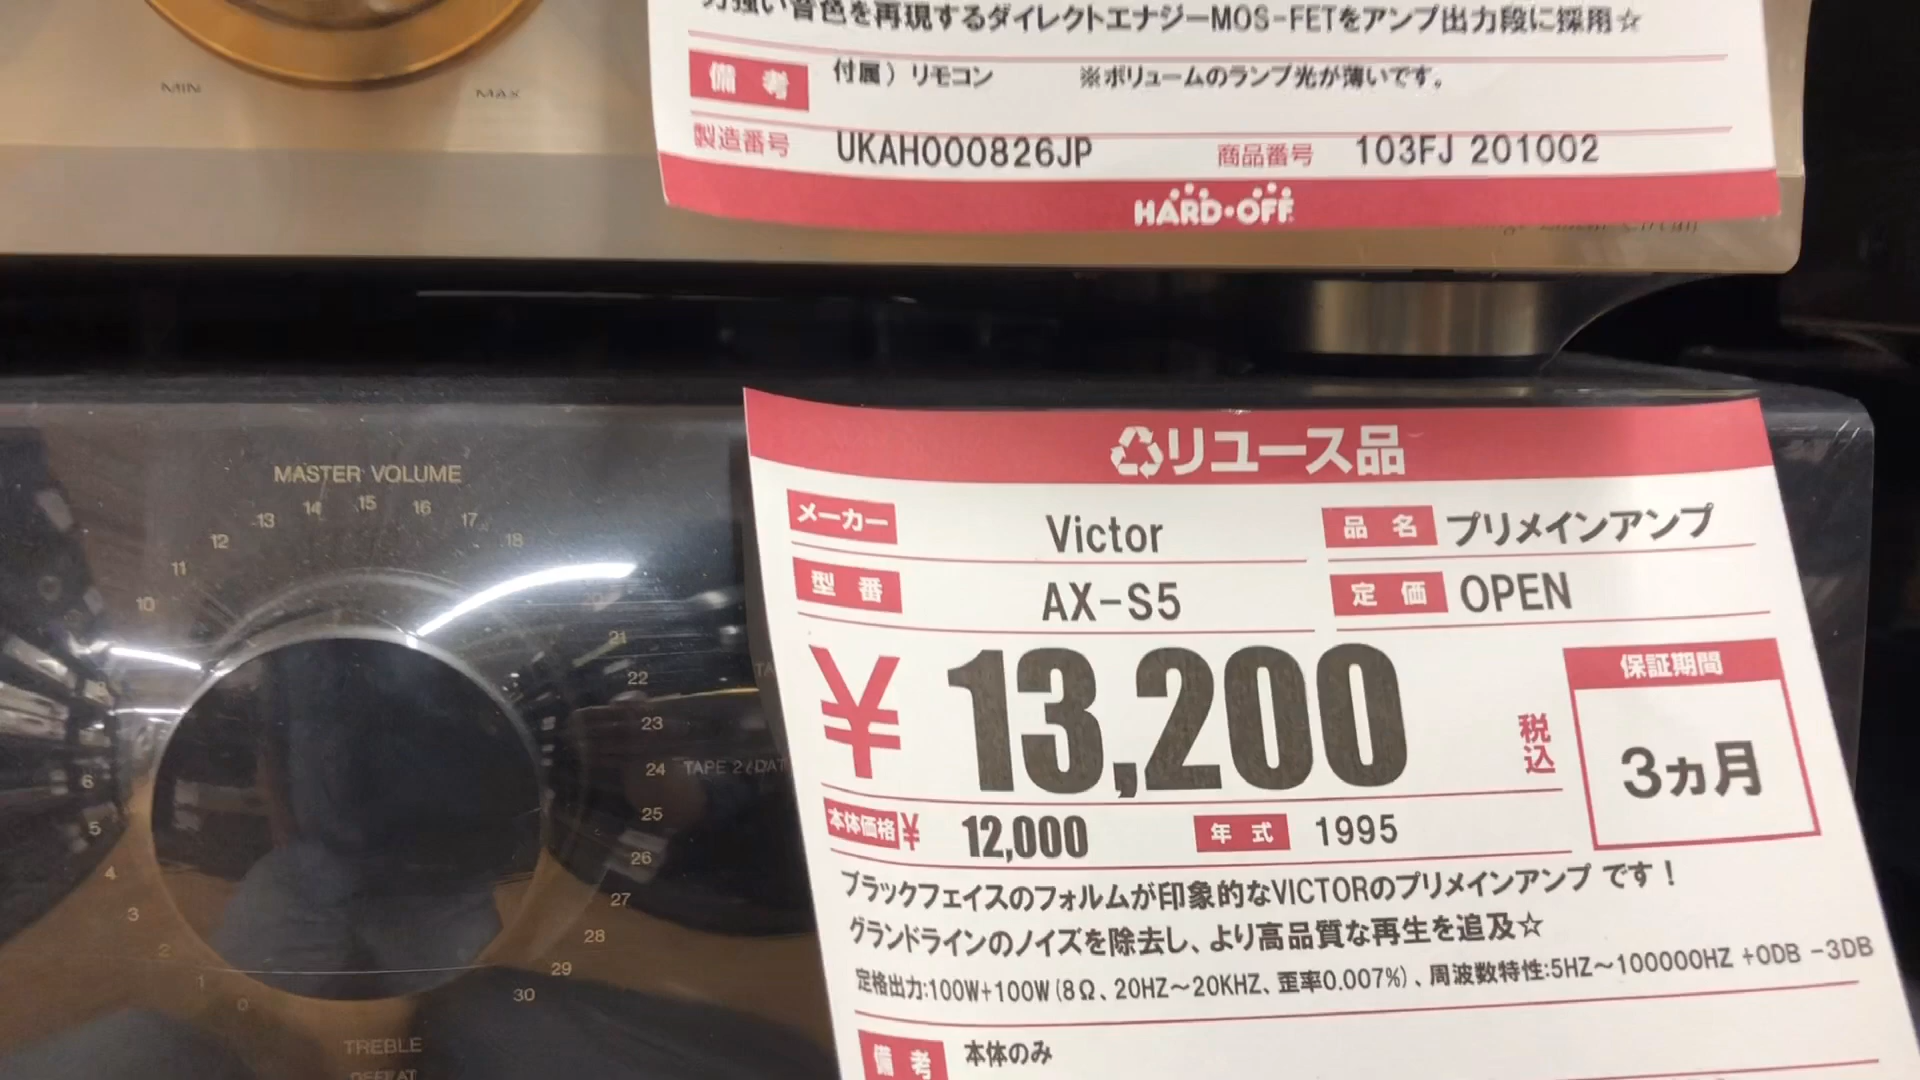 力強い音色を再現するダイレクトエナジーMOS-FETをアンプ出力段に採用☆
備考 付属）リモコン ※ボリュームのランプ光が薄いです。
製造番号 UKAH000826JP 商品番号 103FJ 201002
HARD・OFF
MIN MAX
リユース品
メーカー Victor 品名 プリメインアンプ
型番 AX-S5 定価 OPEN
¥13,200 税込
保証期間
3ヵ月
本体価格¥ 12,000 年式 1995
ブラックフェイスのフォルムが印象的なVICTORのプリメインアンプ です！
グランドラインのノイズを除去し、より高品質な再生を追及☆
定格出力:100W+100W(8Ω、20HZ～20KHZ、歪率0.007%)、周波数特性:5HZ～100000HZ +0DB -3DB
備考 本体のみ
MASTER VOLUME
0 1 2 3 4 5 6 10 11 12 13 14 15 16 17 18 21 22 23 24 25 26 27 28 29 30
TAPE 2/DAT
TREBLE
DEFEAT